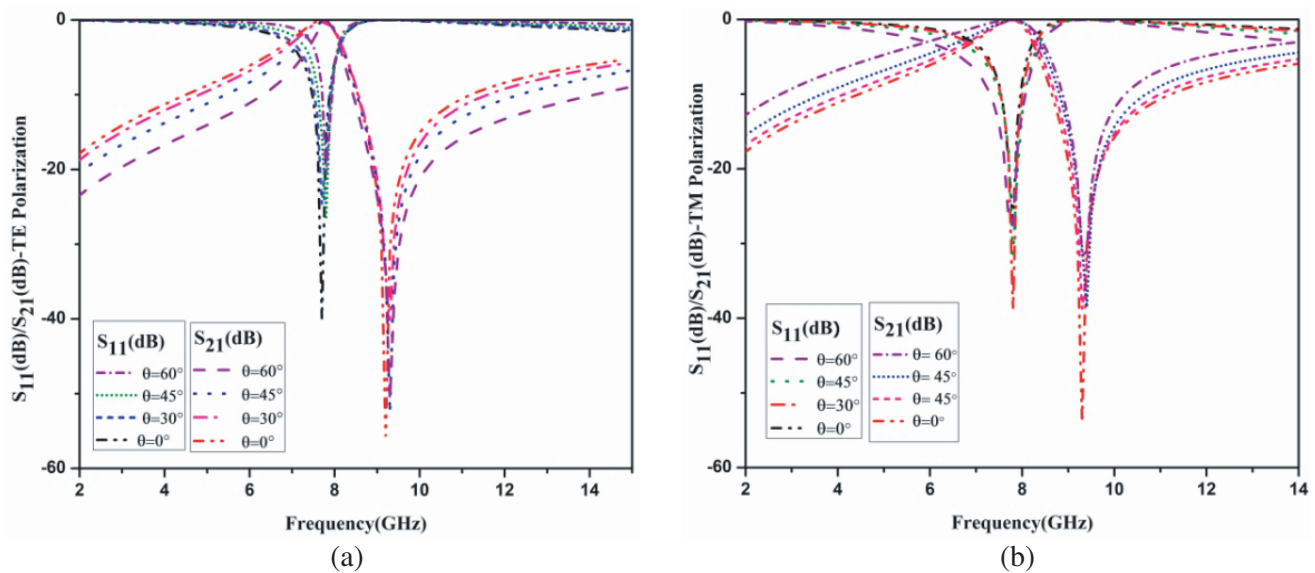 S11(dB)/S21(dB)-TE Polarization
0
-20
-40
-60
S11(dB)
θ=60°
θ=45°
θ=30°
θ=0°
S21(dB)
θ=60°
θ=45°
θ=30°
θ=0°
2 4 6 8 10 12 14
Frequency(GHz)
(a)
S11(dB)/S21(dB)-TM Polarization
0
-20
-40
-60
S11(dB)
θ=60°
θ=45°
θ=30°
θ=0°
S21(dB)
θ= 60°
θ= 45°
θ= 45°
θ=0°
2 4 6 8 10 12 14
Frequency(GHz)
(b)